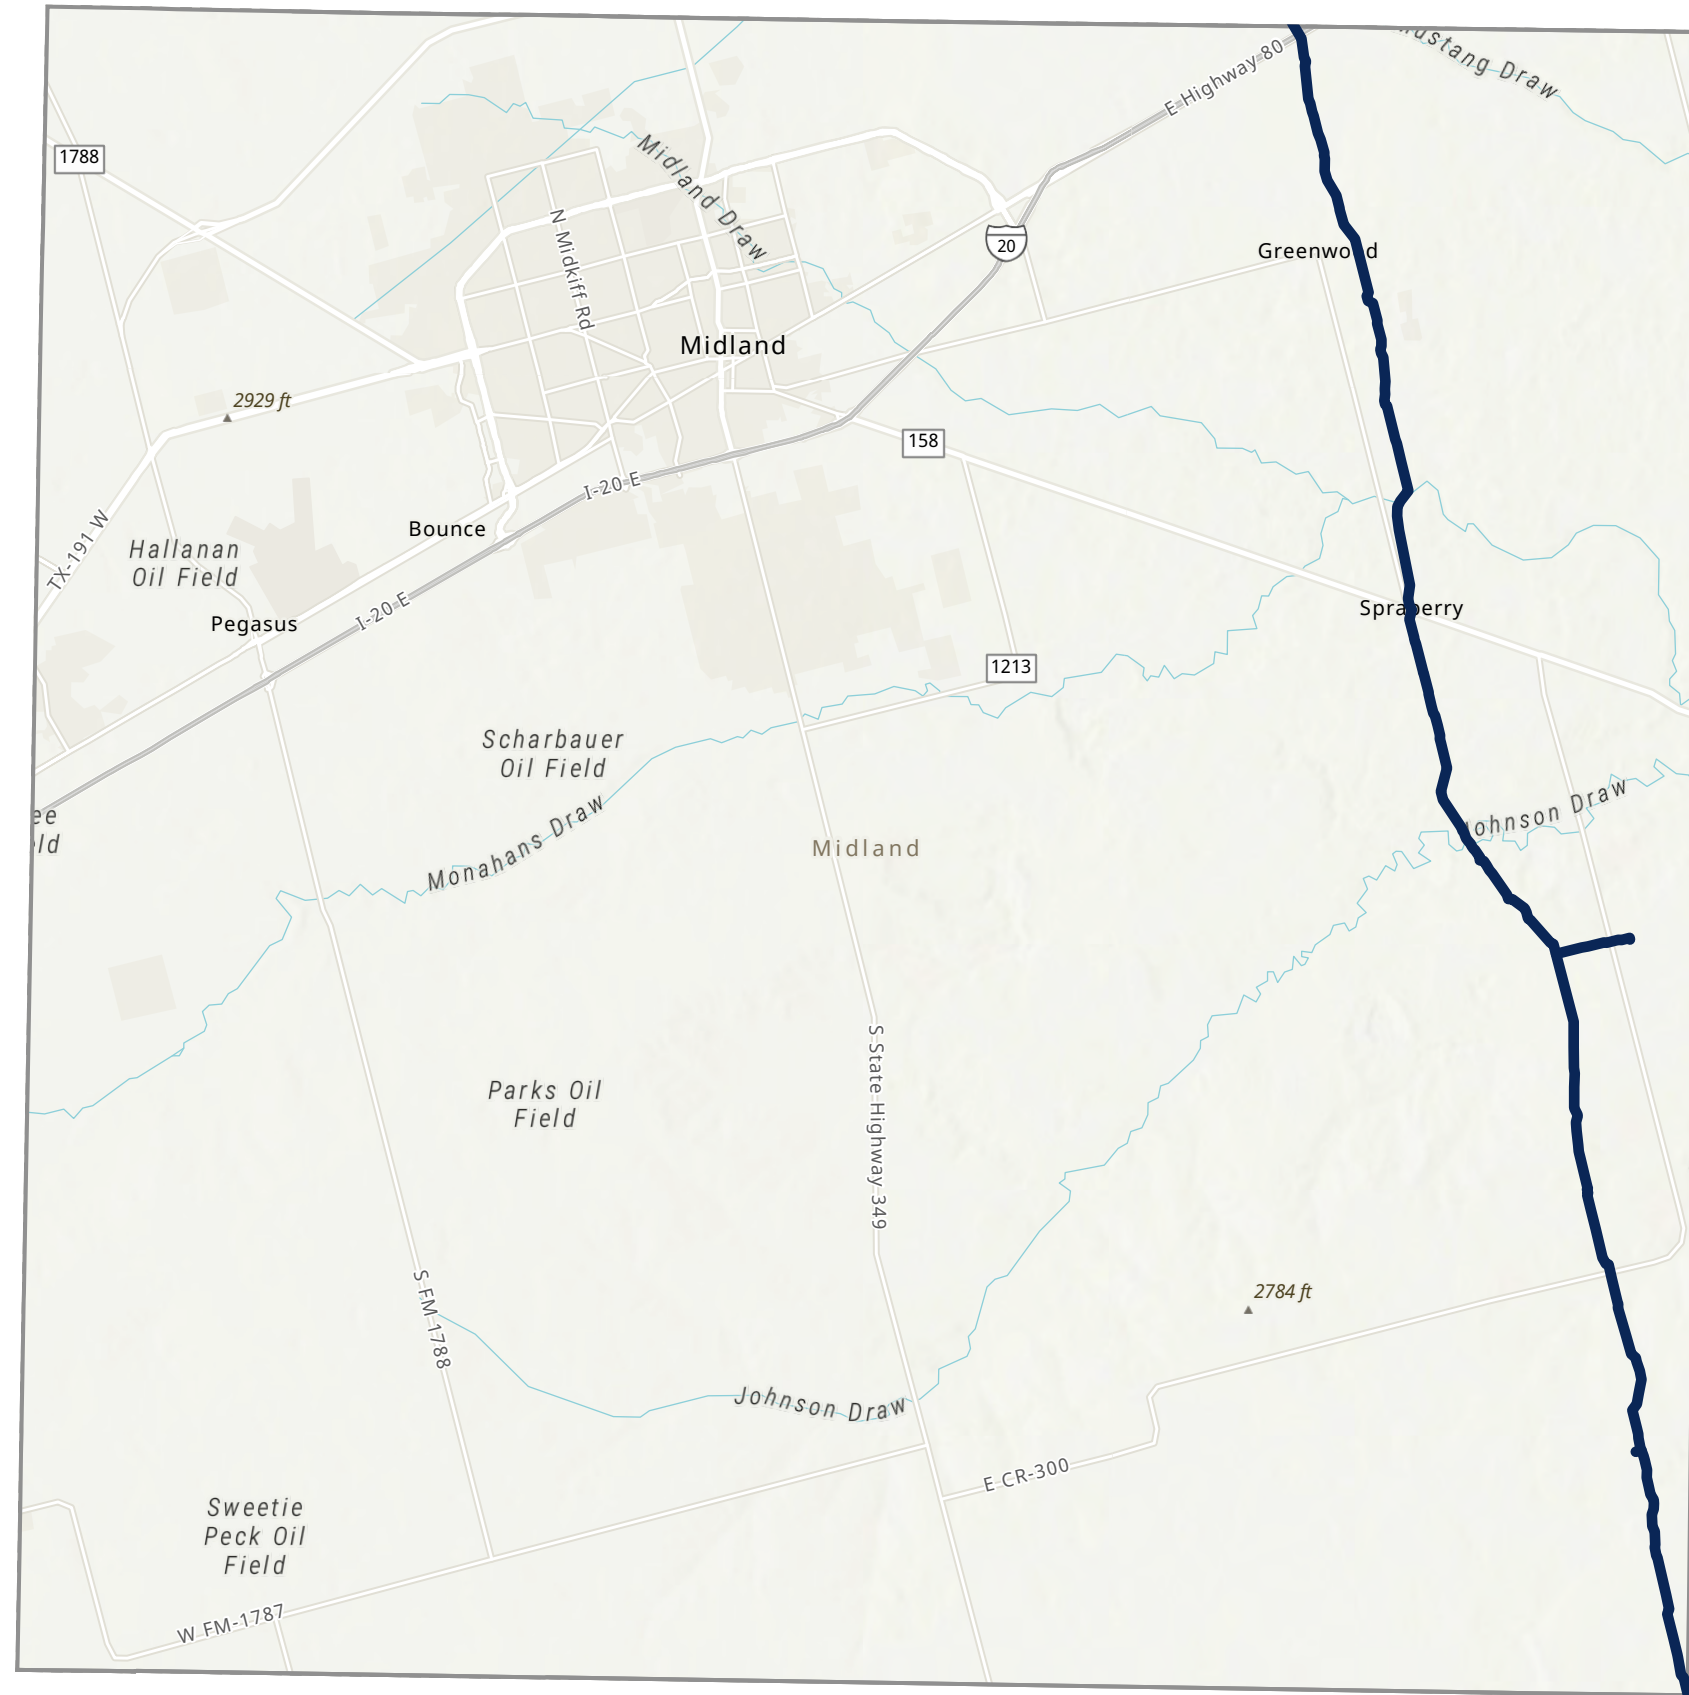 E Highway 80
Mustang Draw
1788
Midland Draw
N Midkiff Rd
20
Greenwood
Midland
2929 ft
158
I-20 E
TX-191 W
Bounce
Hallanan
Oil Field
I-20 E
Pegasus
Spraberry
1213
Scharbauer
Oil Field
ee
ld
Monahans Draw
Johnson Draw
Midland
S State Highway 349
Parks Oil
Field
S FM-1788
2784 ft
Johnson Draw
E CR-300
Sweetie
Peck Oil
Field
W FM-1787